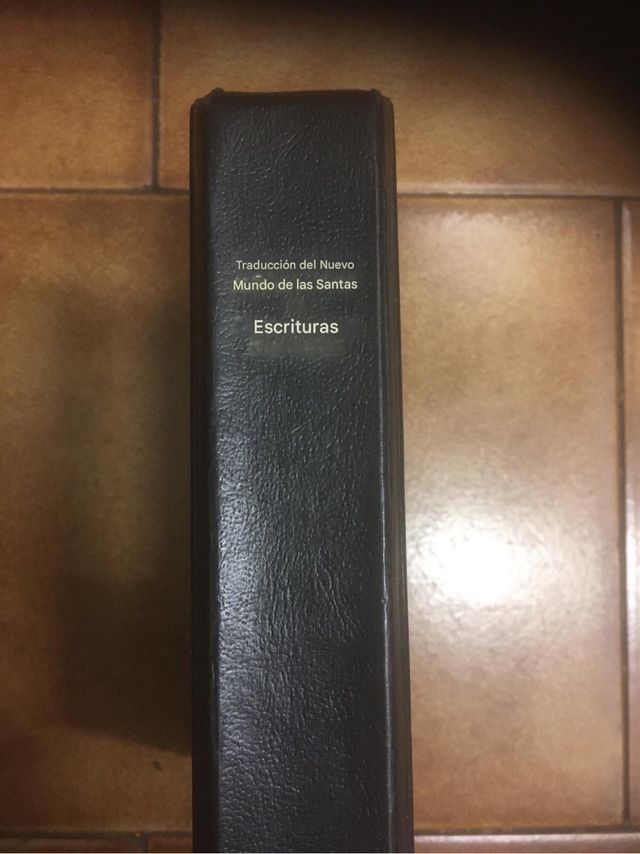 Traducción del Nuevo
Mundo de las Santas
Escrituras